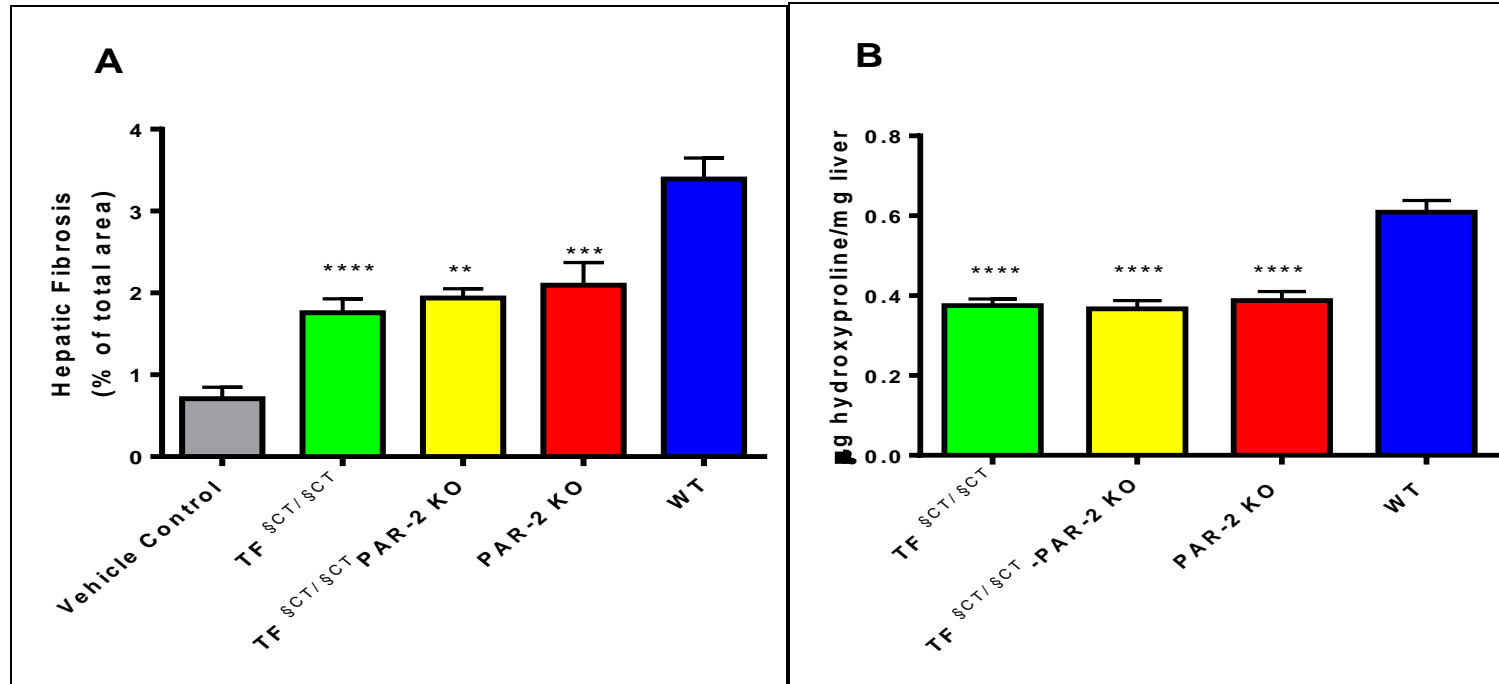 A
Hepatic Fibrosis
(% of total area)
4
3
2
1
0
****
**
***
Vehicle Control
TF §CT/§CT
TF §CT/§CT PAR-2 KO
PAR-2 KO
WT
B
g hydroxyproline/mg liver
0.8
0.6
0.4
0.2
0.0
****
****
****
TF §CT/§CT
TF §CT/§CT -PAR-2 KO
PAR-2 KO
WT